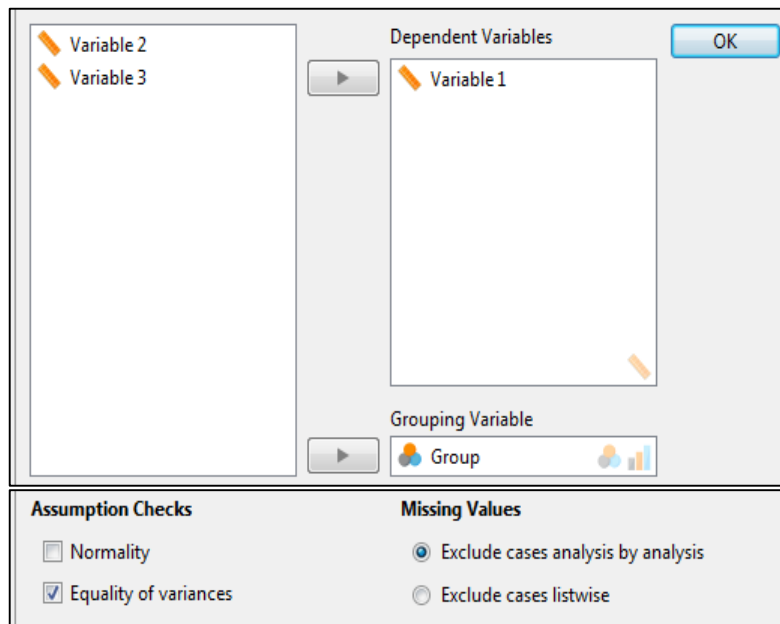 Variable 2
Variable 3
Dependent Variables
Variable 1
OK
Grouping Variable
Group
Assumption Checks
Normality
Equality of variances
Missing Values
Exclude cases analysis by analysis
Exclude cases listwise